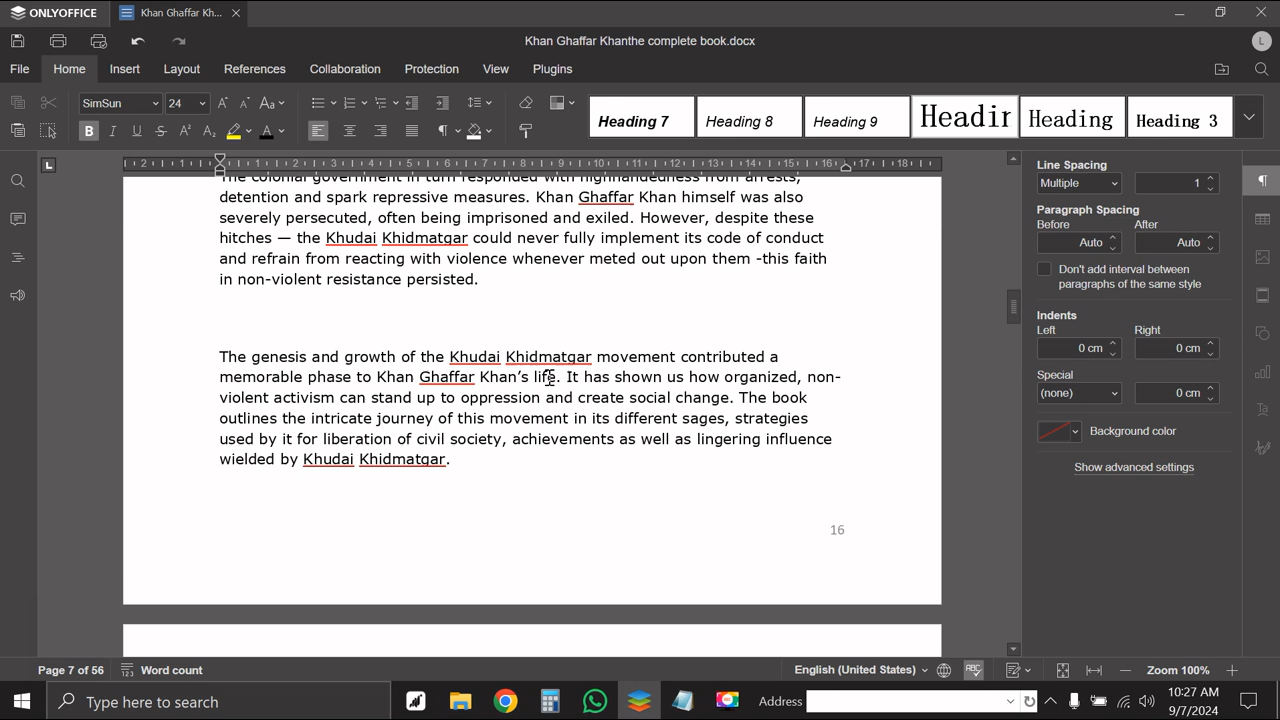 ONLYOFFICE
Khan Ghaffar Kh...
Khan Ghaffar Khanthe complete book.docx
L
File Home Insert Layout References Collaboration Protection View Plugins
SimSun 24
Heading 7 Heading 8 Heading 9 Headir Heading Heading 3
The colonial government in turn responded with highhandedness from arrests,
detention and spark repressive measures. Khan Ghaffar Khan himself was also
severely persecuted, often being imprisoned and exiled. However, despite these
hitches — the Khudai Khidmatgar could never fully implement its code of conduct
and refrain from reacting with violence whenever meted out upon them -this faith
in non-violent resistance persisted.
The genesis and growth of the Khudai Khidmatgar movement contributed a
memorable phase to Khan Ghaffar Khan's life. It has shown us how organized, non-
violent activism can stand up to oppression and create social change. The book
outlines the intricate journey of this movement in its different sages, strategies
used by it for liberation of civil society, achievements as well as lingering influence
wielded by Khudai Khidmatgar.
16
Line Spacing
Multiple 1
Paragraph Spacing
Before After
Auto Auto
Don't add interval between
paragraphs of the same style
Indents
Left Right
0 cm 0 cm
Special
(none) 0 cm
Background color
Show advanced settings
Page 7 of 56 Word count English (United States) Zoom 100%
Type here to search Address 10:27 AM
9/7/2024